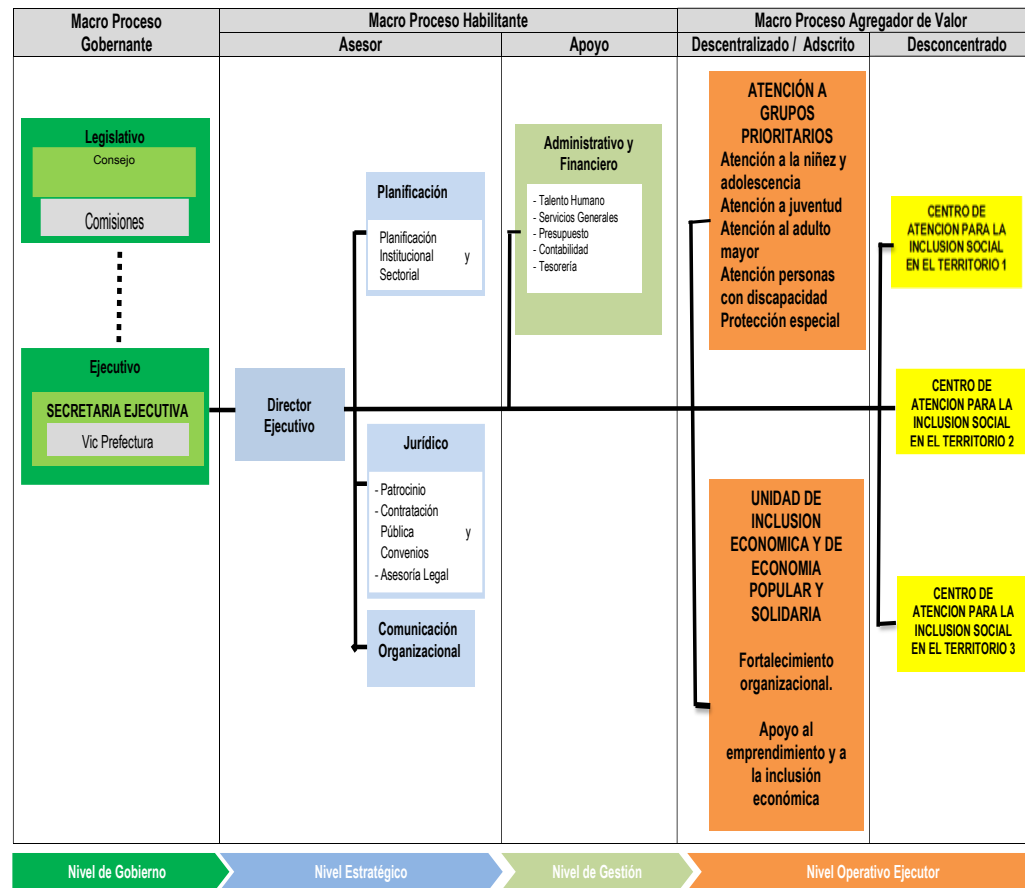 Macro Proceso
Gobernante
Macro Proceso Habilitante
Macro Proceso Agregador de Valor
Asesor
Apoyo
Descentralizado / Adscrito
Desconcentrado
Legislativo
Consejo
Comisiones
Ejecutivo
SECRETARIA EJECUTIVA
Vic Prefectura
Director
Ejecutivo
Planificación
Planificación
Institucional y
Sectorial
Jurídico
- Patrocinio
- Contratación
Pública y
Convenios
- Asesoría Legal
Comunicación
Organizacional
Administrativo y
Financiero
- Talento Humano
- Servicios Generales
- Presupuesto
- Contabilidad
- Tesorería
ATENCIÓN A
GRUPOS
PRIORITARIOS
Atención a la niñez y
adolescencia
Atención a juventud
Atención al adulto
mayor
Atención personas
con discapacidad
Protección especial
UNIDAD DE
INCLUSION
ECONOMICA Y DE
ECONOMIA
POPULAR Y
SOLIDARIA
Fortalecimiento
organizacional.
Apoyo al
emprendimiento y a
la inclusión
económica
CENTRO DE
ATENCION PARA LA
INCLUSION SOCIAL
EN EL TERRITORIO 1
CENTRO DE
ATENCION PARA LA
INCLUSION SOCIAL
EN EL TERRITORIO 2
CENTRO DE
ATENCION PARA LA
INCLUSION SOCIAL
EN EL TERRITORIO 3
Nivel de Gobierno
Nivel Estratégico
Nivel de Gestión
Nivel Operativo Ejecutor